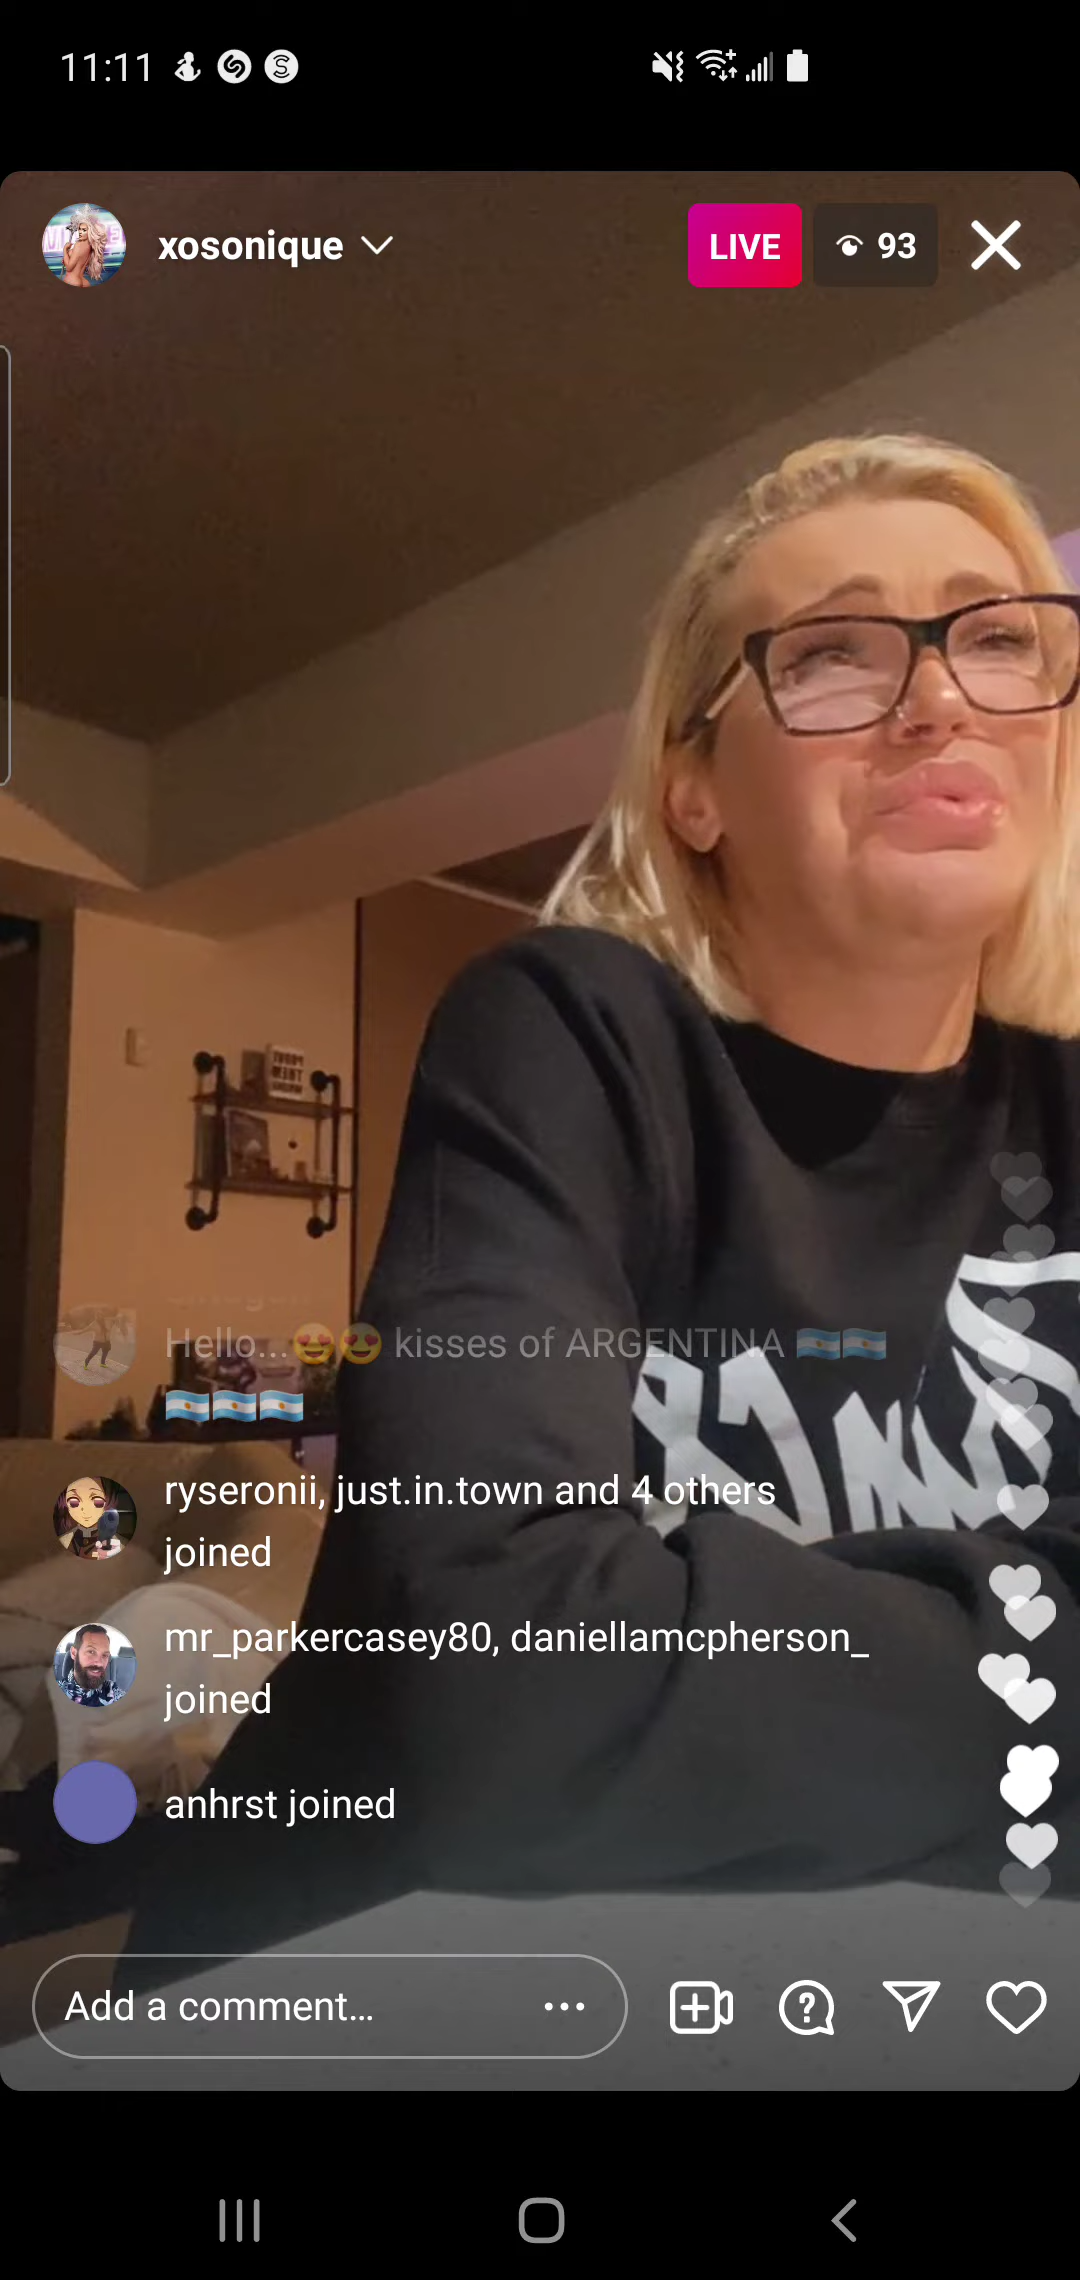 11:11
xosonique
LIVE
93
Hello...😍😍 kisses of ARGENTINA 🇦🇷🇦🇷
🇦🇷🇦🇷🇦🇷
ryseronii, just.in.town and 4 others
joined
mr_parkercasey80, daniellamcpherson_
joined
anhrst joined
Add a comment...